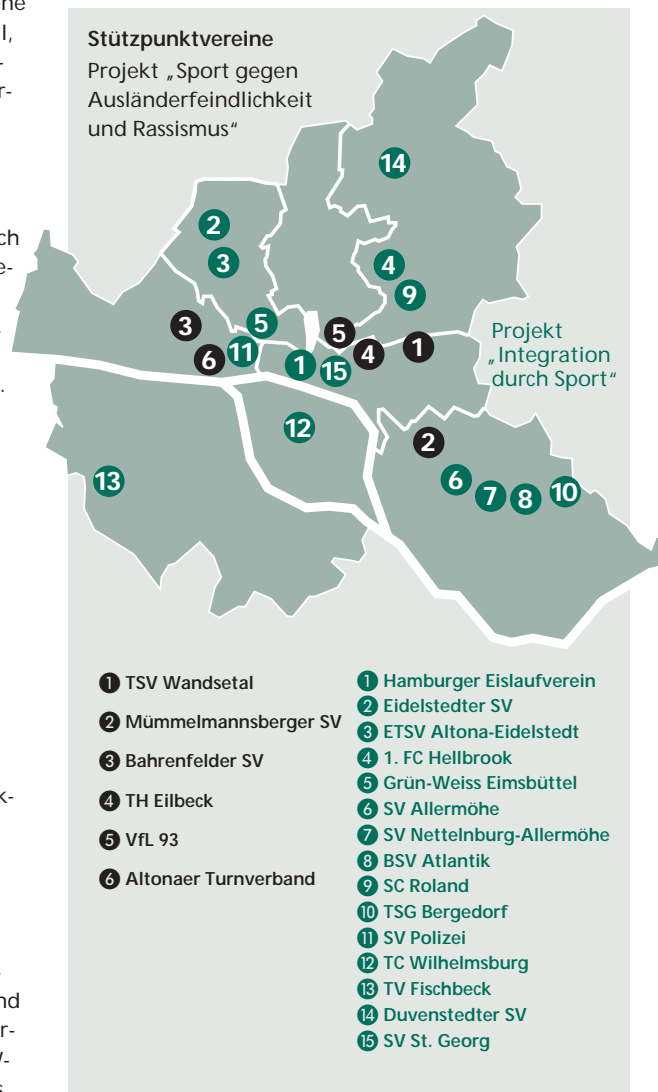 ene
l,
-
r-
ch
e-
.
k-
-
nd
r-
Stützpunktvereine
Projekt „Sport gegen
Ausländerfeindlichkeit
und Rassismus“
14
2
3
4
9
3
5
5
1
6
11
4
1
15
Projekt
„Integration
durch Sport“
12
2
13
6
7
8
10
1 TSV Wandsetal
2 Mümmelmannsberger SV
3 Bahrenfelder SV
4 TH Eilbeck
5 VfL 93
6 Altonaer Turnverband
1 Hamburger Eislaufverein
2 Eidelstedter SV
3 ETSV Altona-Eidelstedt
4 1. FC Hellbrook
5 Grün-Weiss Eimsbüttel
6 SV Allermöhe
7 SV Nettelnburg-Allermöhe
8 BSV Atlantik
9 SC Roland
10 TSG Bergedorf
11 SV Polizei
12 TC Wilhelmsburg
13 TV Fischbeck
14 Duvenstedter SV
15 SV St. Georg